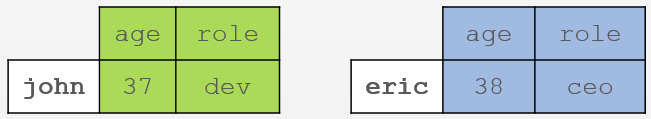 age role
john 37 dev
age role
eric 38 ceo